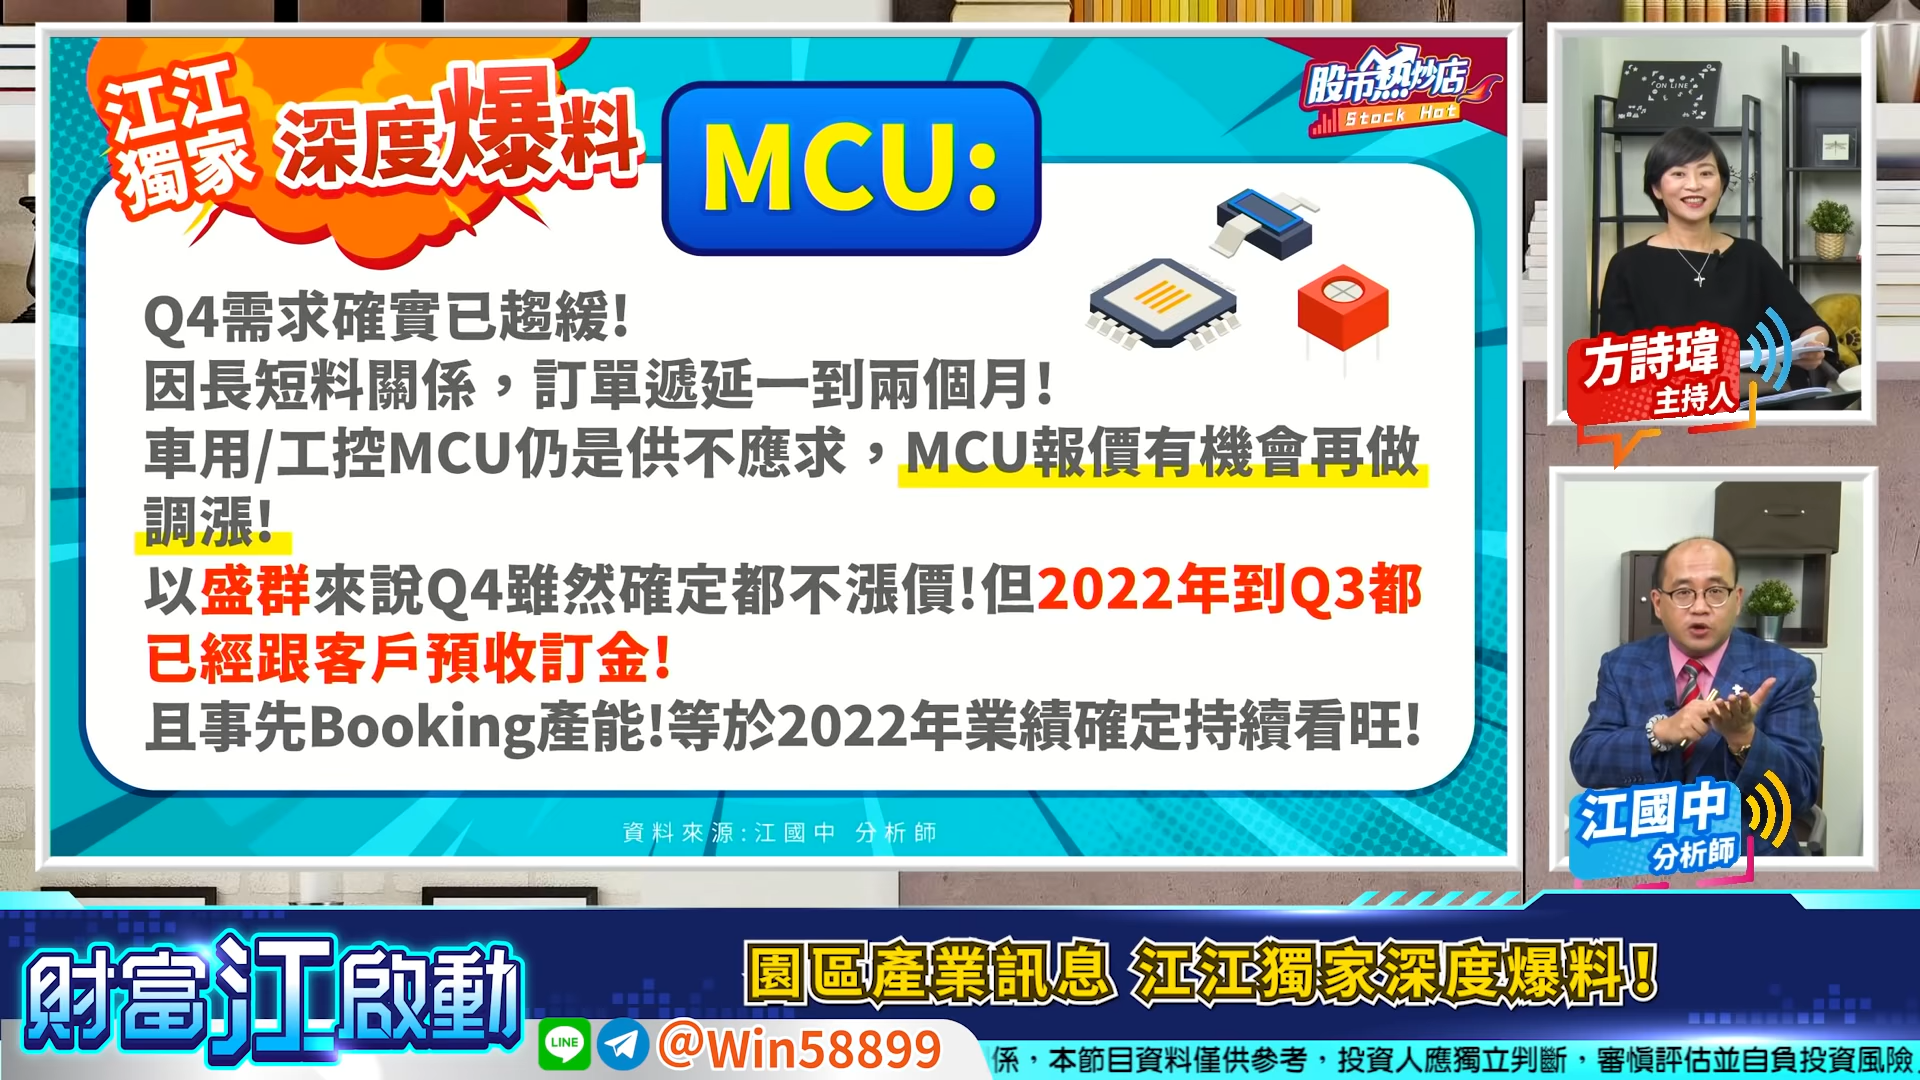 江江
獨家
深度爆料
MCU:
股市熱炒店
Stock Hot
ON LINE
Q4需求確實已趨緩!
因長短料關係，訂單遞延一到兩個月!
車用/工控MCU仍是供不應求，MCU報價有機會再做
調漲!
以盛群來說Q4雖然確定都不漲價!但2022年到Q3都
已經跟客戶預收訂金!
且事先Booking產能!等於2022年業績確定持續看旺!
資料來源:江國中 分析師
方詩瑋
主持人
江國中
分析師
財富江啟動
園區產業訊息 江江獨家深度爆料!
LINE
@Win58899
係，本節目資料僅供參考，投資人應獨立判斷，審慎評估並自負投資風險